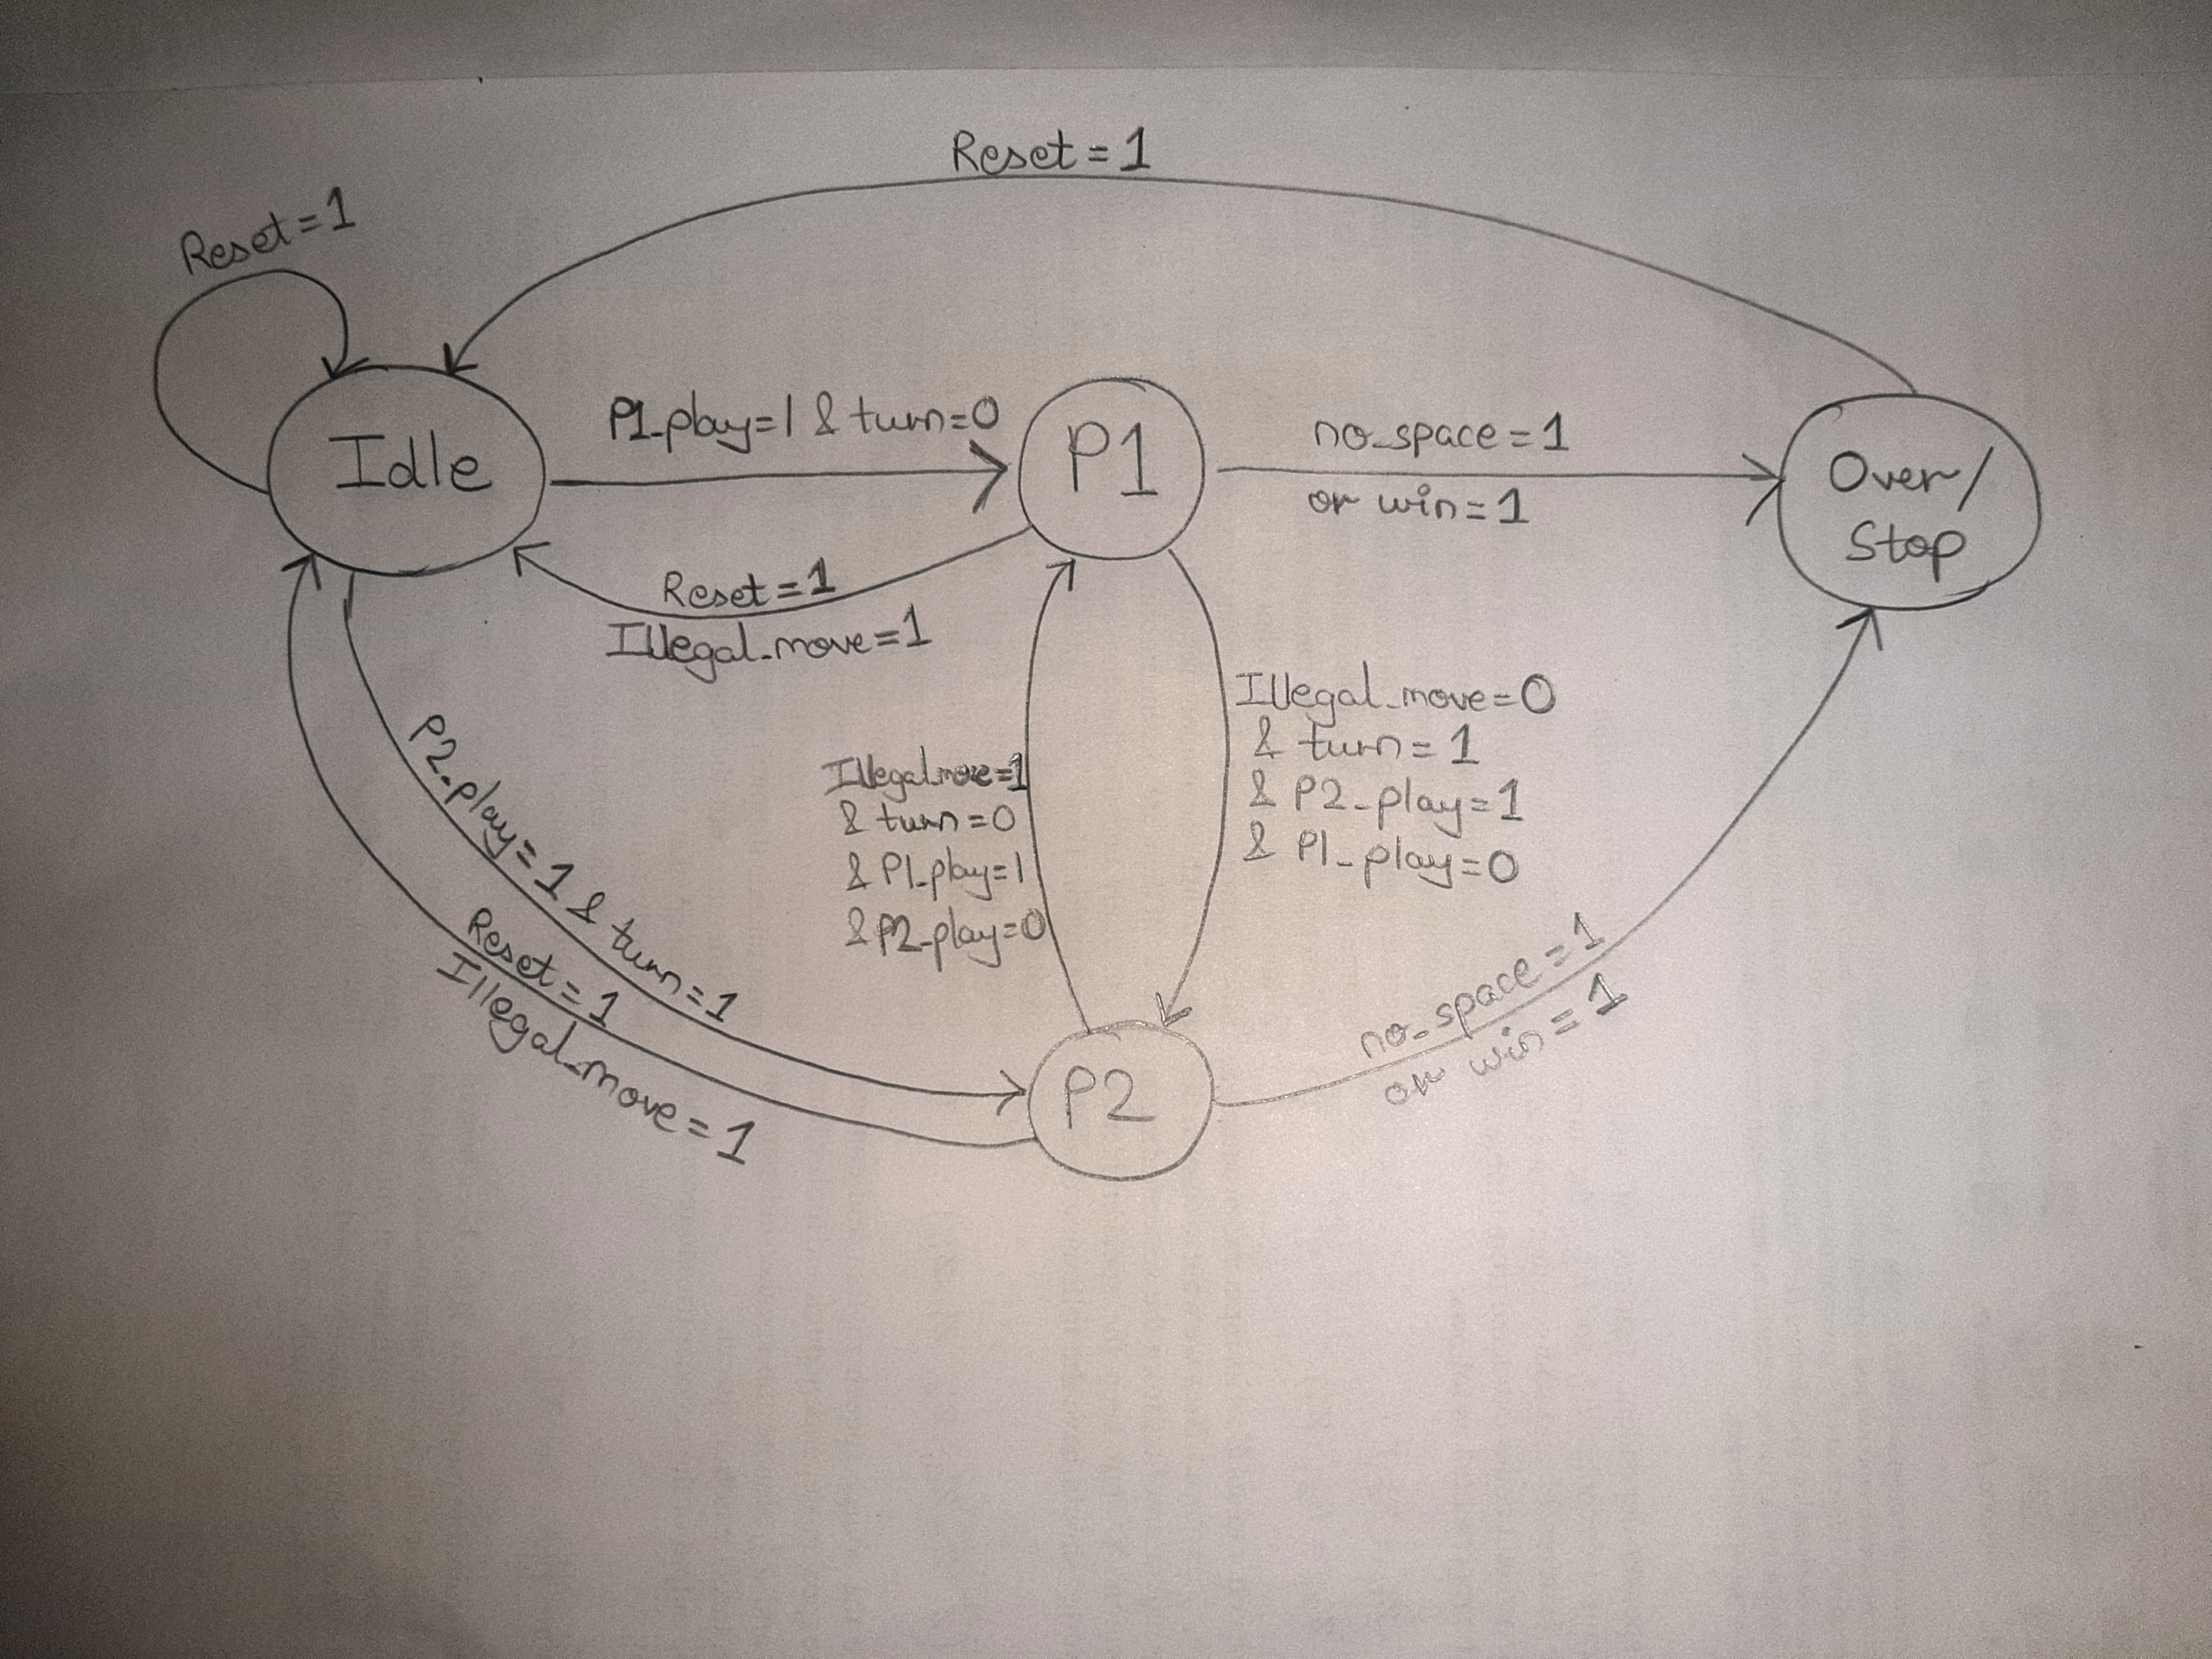 Reset = 1
Reset = 1
Idle
P1_play=1 & turn=0
P1
no_space = 1
or win = 1
Over/
Stop
Reset = 1
Illegal_move = 1
Illegal_move = 0
& turn = 1
& P2_play = 1
& P1_play = 0
Illegal_move = 1
& turn = 0
& P1_play = 1
& P2_play = 0
P2_play = 1 & turn = 1
Reset = 1
Illegal_move = 1
P2
no_space = 1
or win = 1